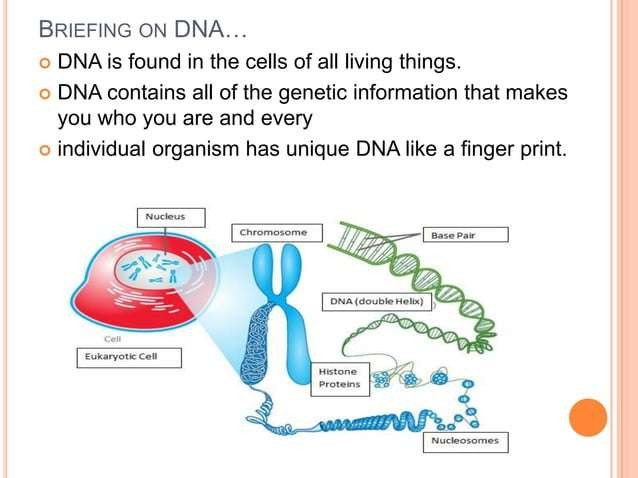 BRIEFING ON DNA…
DNA is found in the cells of all living things.
DNA contains all of the genetic information that makes
you who you are and every
individual organism has unique DNA like a finger print.
Nucleus
Chromosome
Base Pair
DNA (double Helix)
Cell
Eukaryotic Cell
Histone
Proteins
Nucleosomes